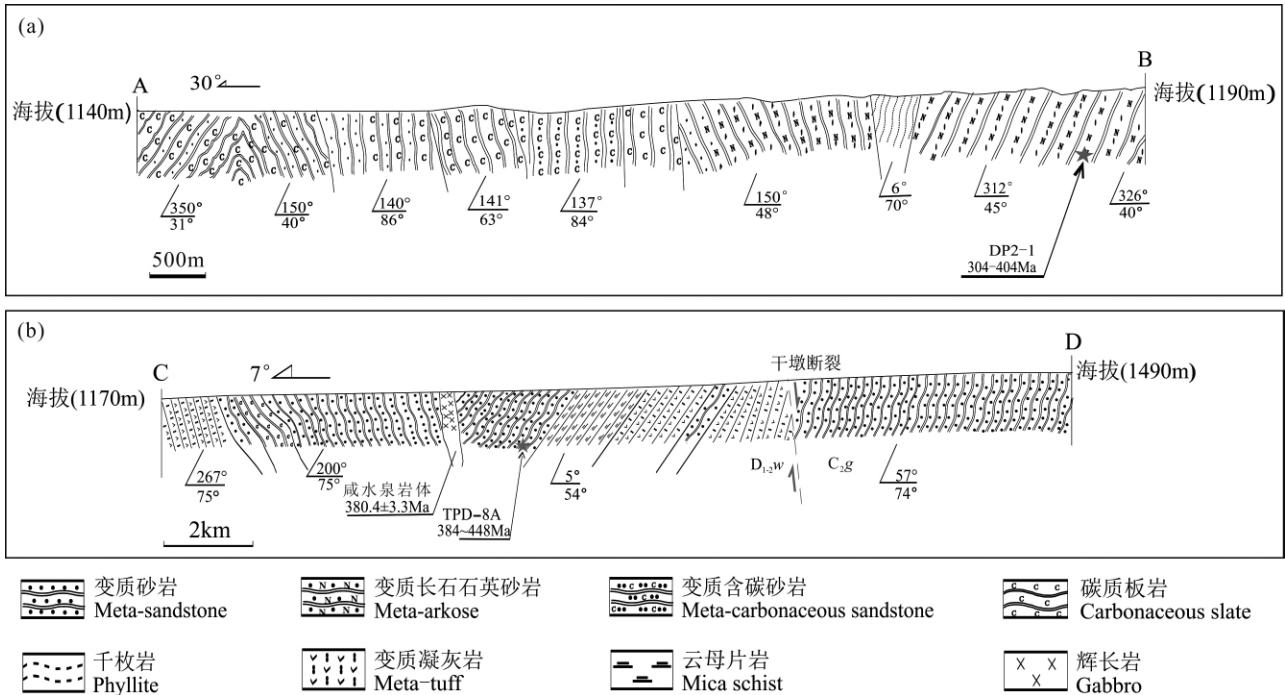 (a)
A
B
30°
海拔(1140m)
海拔(1190m)
350°
31°
150°
40°
140°
86°
141°
63°
137°
84°
150°
48°
6°
70°
312°
45°
326°
40°
500m
DP2-1
304-404Ma
(b)
C
D
7°
干墩断裂
海拔(1170m)
海拔(1490m)
267°
75°
200°
75°
咸水泉岩体
380.4±3.3Ma
TPD-8A
384~448Ma
5°
54°
D₁₋₂w
C₂g
57°
74°
2km
变质砂岩
Meta-sandstone
变质长石石英砂岩
Meta-arkose
变质含碳砂岩
Meta-carbonaceous sandstone
碳质板岩
Carbonaceous slate
千枚岩
Phyllite
变质凝灰岩
Meta-tuff
云母片岩
Mica schist
辉长岩
Gabbro